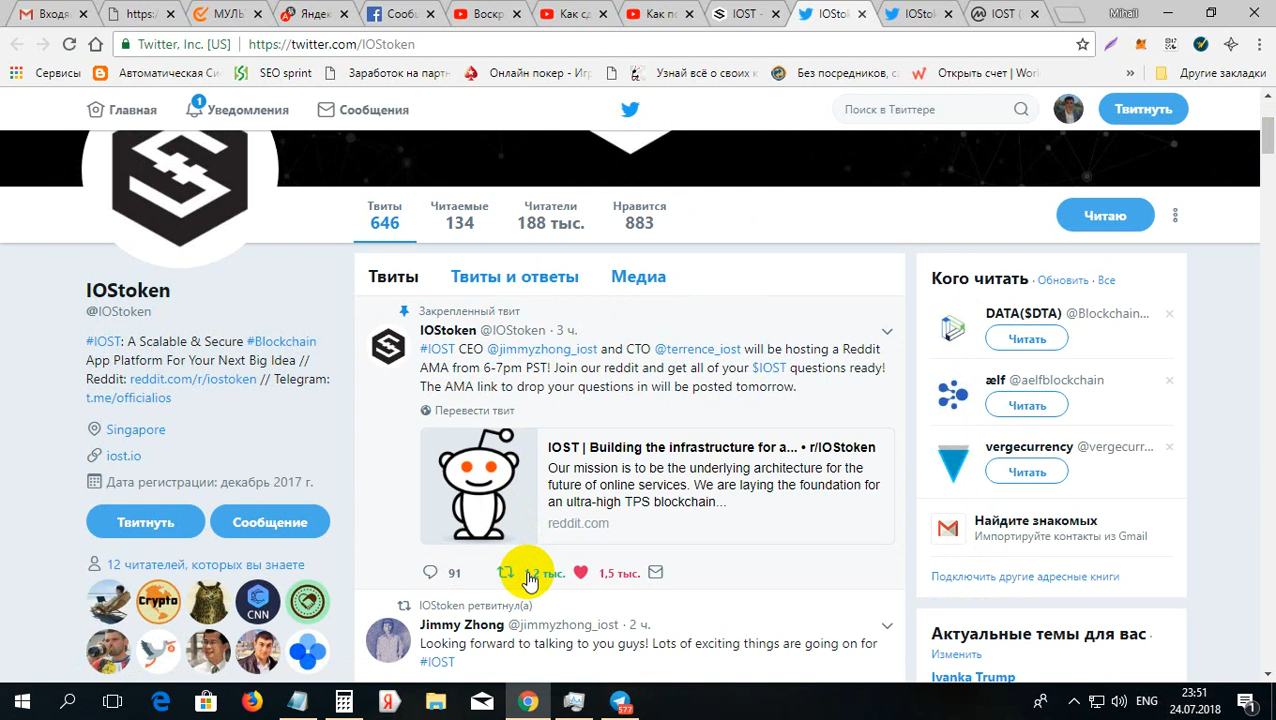 Входя
https:/
МУЛЬ
Яндек
Сообщ
Воскр
Как сд
Как по
IOST -
IOSto
IOSto
IOST (
Mihail
Twitter, Inc. [US]
https://twitter.com/IOStoken
Сервисы
Автоматическая Си
SEO sprint
Заработок на парт
Онлайн покер - Иг
Узнай всё о своих к
Без посредников, с
Открыть счет | Worl
»
Другие закладки
Главная
1
Уведомления
Сообщения
Поиск в Твиттере
Твитнуть
Твиты
646
Читаемые
134
Читатели
188 тыс.
Нравится
883
Читаю
IOStoken
@IOStoken
#IOST: A Scalable & Secure #Blockchain
App Platform For Your Next Big Idea //
Reddit: reddit.com/r/iostoken // Telegram:
t.me/officialios
Singapore
iost.io
Дата регистрации: декабрь 2017 г.
Твитнуть
Сообщение
12 читателей, которых вы знаете
Crypto
CNN
Твиты
Твиты и ответы
Медиа
Закрепленный твит
IOStoken @IOStoken · 3 ч.
#IOST CEO @jimmyzhong_iost and CTO @terrence_iost will be hosting a Reddit
AMA from 6-7pm PST! Join our reddit and get all of your $IOST questions ready!
The AMA link to drop your questions in will be posted tomorrow.
Перевести твит
IOST | Building the infrastructure for a... • r/IOStoken
Our mission is to be the underlying architecture for the
future of online services. We are laying the foundation for
an ultra-high TPS blockchain...
reddit.com
91
2 тыс.
1,5 тыс.
IOStoken ретвитнул(а)
Jimmy Zhong @jimmyzhong_iost · 2 ч.
Looking forward to talking to you guys! Lots of exciting things are going on for
#IOST
Кого читать · Обновить · Все
DATA($DTA) @Blockchain...
Читать
ælf @aelfblockchain
Читать
vergecurrency @vergecurr...
Читать
Найдите знакомых
Импортируйте контакты из Gmail
Подключить другие адресные книги
Актуальные темы для вас ·
Изменить
Ivanka Trump
577
ENG
23:51
24.07.2018
1